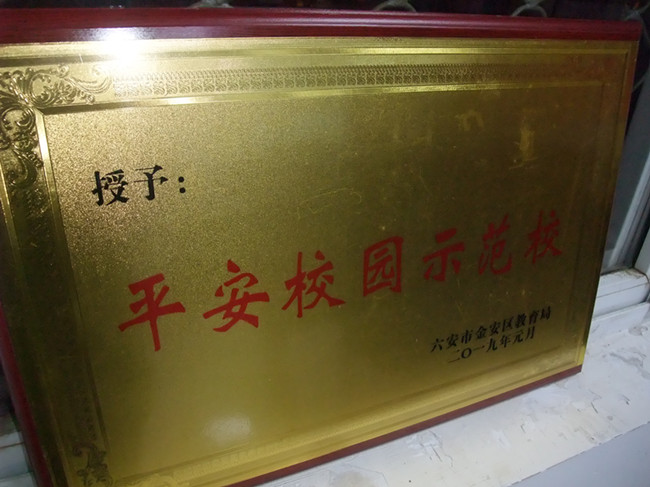 授予：
平安校园示范校
六安市金安区教育局
二〇一九年元月